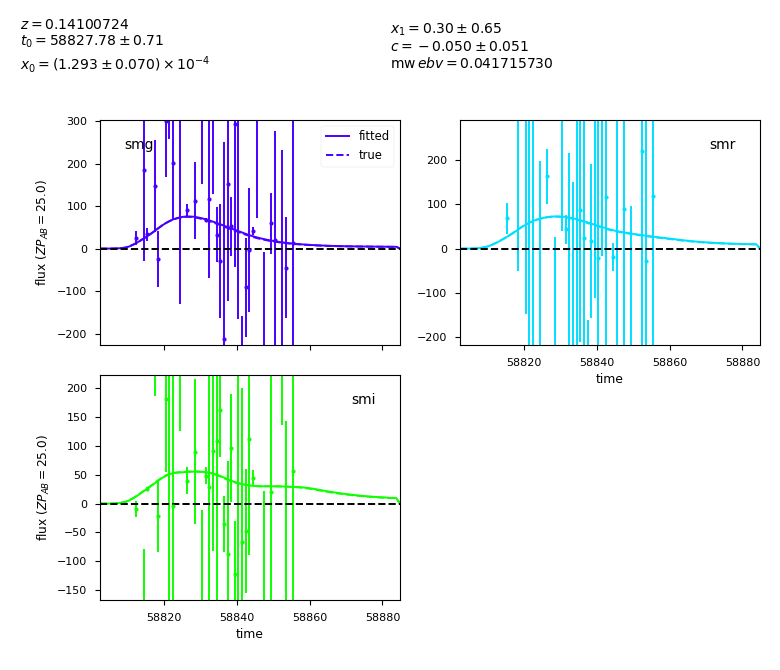 z = 0.14100724
t₀ = 58827.78 ± 0.71
x₀ = (1.293 ± 0.070) × 10⁻⁴
x₁ = 0.30 ± 0.65
c = −0.050 ± 0.051
mw ebv = 0.041715730
smg
fitted
true
300
200
100
0
−100
−200
flux (ZP_AB = 25.0)
smr
200
100
0
−100
−200
58820 58840 58860 58880
time
smi
200
150
100
50
0
−50
−100
−150
flux (ZP_AB = 25.0)
58820 58840 58860 58880
time